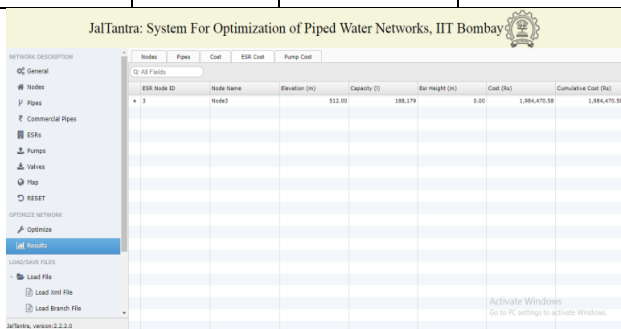 JalTantra: System For Optimization of Piped Water Networks, IIT Bombay
NETWORK DESCRIPTION
General
Nodes
Pipes
Commercial Pipes
ESRs
Pumps
Valves
Map
RESET
OPTIMIZE NETWORK
Optimize
Results
LOAD/SAVE FILES
Load File
Load Xml File
Load Branch File
JalTantra, version:2.2.2.0
Nodes Pipes Cost ESR Cost Pump Cost
All Fields
ESR Node ID Node Name Elevation (m) Capacity (l) Esr Height (m) Cost (Rs) Cumulative Cost (Rs)
+ 3 Node3 512.00 188,179 0.00 1,984,470.58 1,984,470.58
Activate Windows
Go to PC settings to activate Windows.